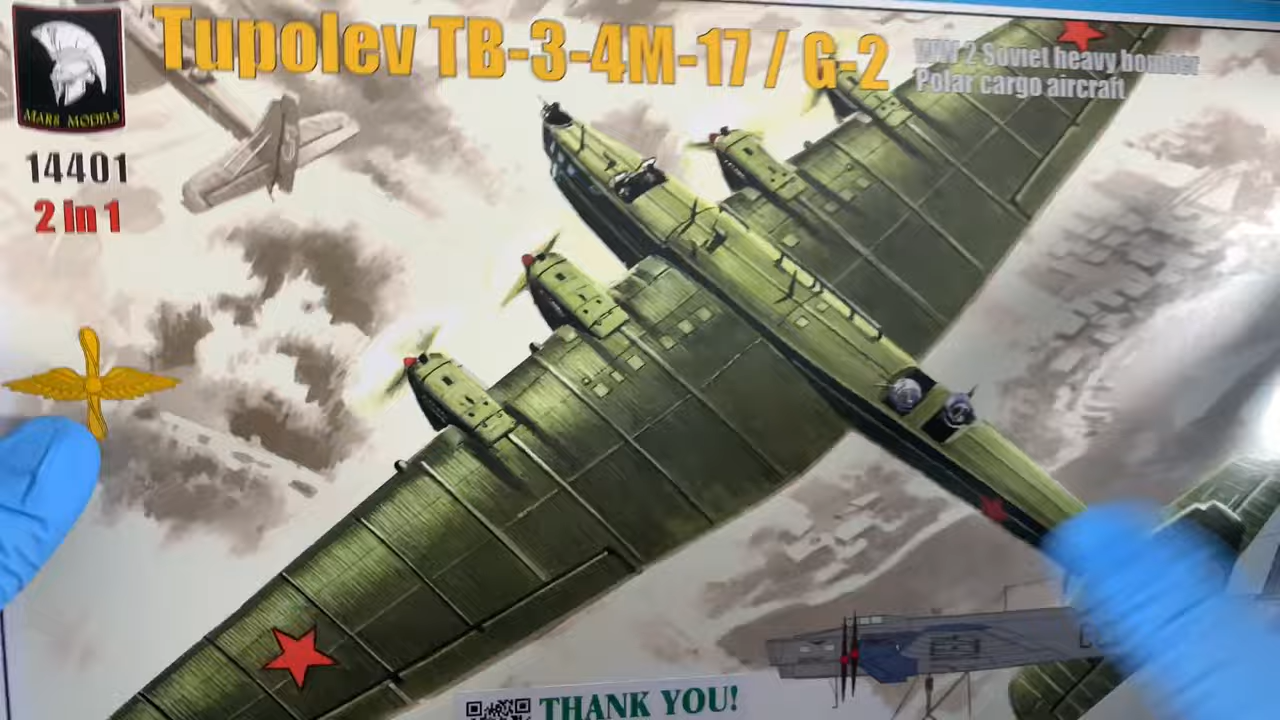 Tupolev TB-3-4M-17 / G-2
WW 2 Soviet heavy bomber
Polar cargo aircraft
MARS MODELS
14401
2 in 1
THANK YOU!